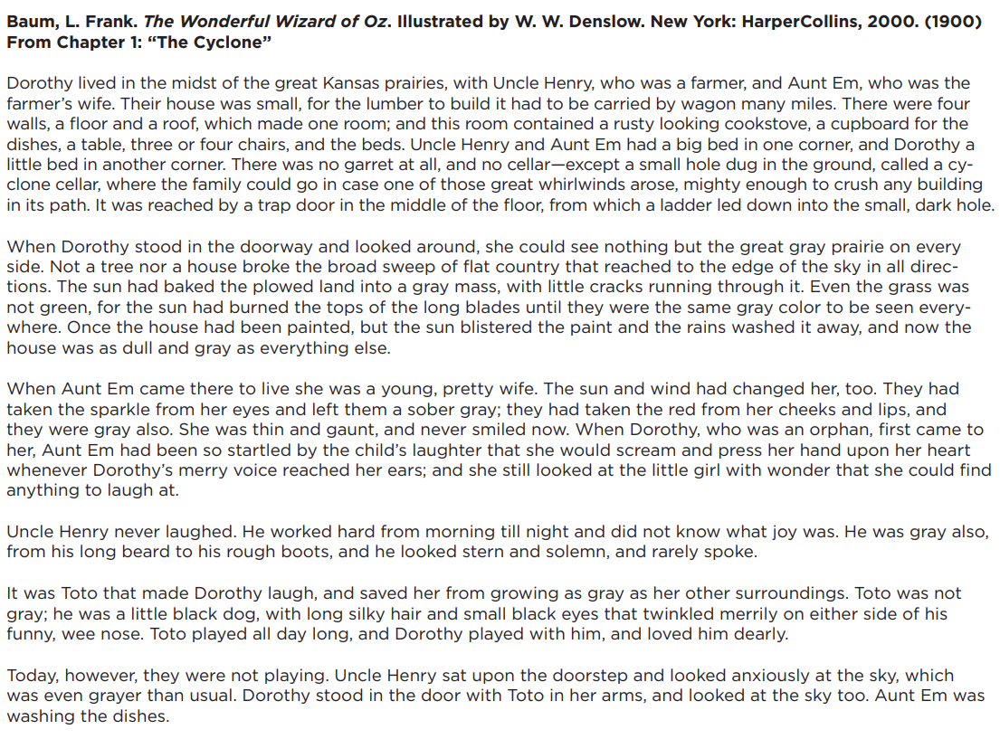 Baum, L. Frank. The Wonderful Wizard of Oz. Illustrated by W. W. Denslow. New York: HarperCollins, 2000. (1900)
From Chapter 1: “The Cyclone”
Dorothy lived in the midst of the great Kansas prairies, with Uncle Henry, who was a farmer, and Aunt Em, who was the
farmer’s wife. Their house was small, for the lumber to build it had to be carried by wagon many miles. There were four
walls, a floor and a roof, which made one room; and this room contained a rusty looking cookstove, a cupboard for the
dishes, a table, three or four chairs, and the beds. Uncle Henry and Aunt Em had a big bed in one corner, and Dorothy a
little bed in another corner. There was no garret at all, and no cellar—except a small hole dug in the ground, called a cy-
clone cellar, where the family could go in case one of those great whirlwinds arose, mighty enough to crush any building
in its path. It was reached by a trap door in the middle of the floor, from which a ladder led down into the small, dark hole.
When Dorothy stood in the doorway and looked around, she could see nothing but the great gray prairie on every
side. Not a tree nor a house broke the broad sweep of flat country that reached to the edge of the sky in all direc-
tions. The sun had baked the plowed land into a gray mass, with little cracks running through it. Even the grass was
not green, for the sun had burned the tops of the long blades until they were the same gray color to be seen every-
where. Once the house had been painted, but the sun blistered the paint and the rains washed it away, and now the
house was as dull and gray as everything else.
When Aunt Em came there to live she was a young, pretty wife. The sun and wind had changed her, too. They had
taken the sparkle from her eyes and left them a sober gray; they had taken the red from her cheeks and lips, and
they were gray also. She was thin and gaunt, and never smiled now. When Dorothy, who was an orphan, first came to
her, Aunt Em had been so startled by the child’s laughter that she would scream and press her hand upon her heart
whenever Dorothy’s merry voice reached her ears; and she still looked at the little girl with wonder that she could find
anything to laugh at.
Uncle Henry never laughed. He worked hard from morning till night and did not know what joy was. He was gray also,
from his long beard to his rough boots, and he looked stern and solemn, and rarely spoke.
It was Toto that made Dorothy laugh, and saved her from growing as gray as her other surroundings. Toto was not
gray; he was a little black dog, with long silky hair and small black eyes that twinkled merrily on either side of his
funny, wee nose. Toto played all day long, and Dorothy played with him, and loved him dearly.
Today, however, they were not playing. Uncle Henry sat upon the doorstep and looked anxiously at the sky, which
was even grayer than usual. Dorothy stood in the door with Toto in her arms, and looked at the sky too. Aunt Em was
washing the dishes.